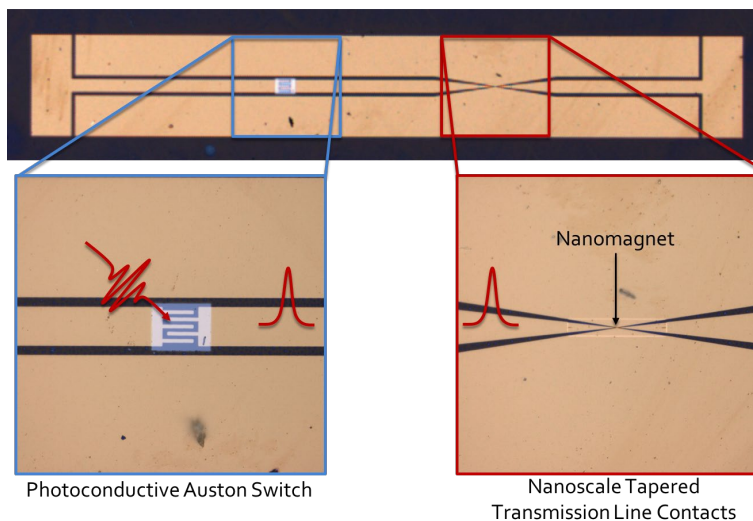 Nanomagnet
Photoconductive Auston Switch
Nanoscale Tapered
Transmission Line Contacts